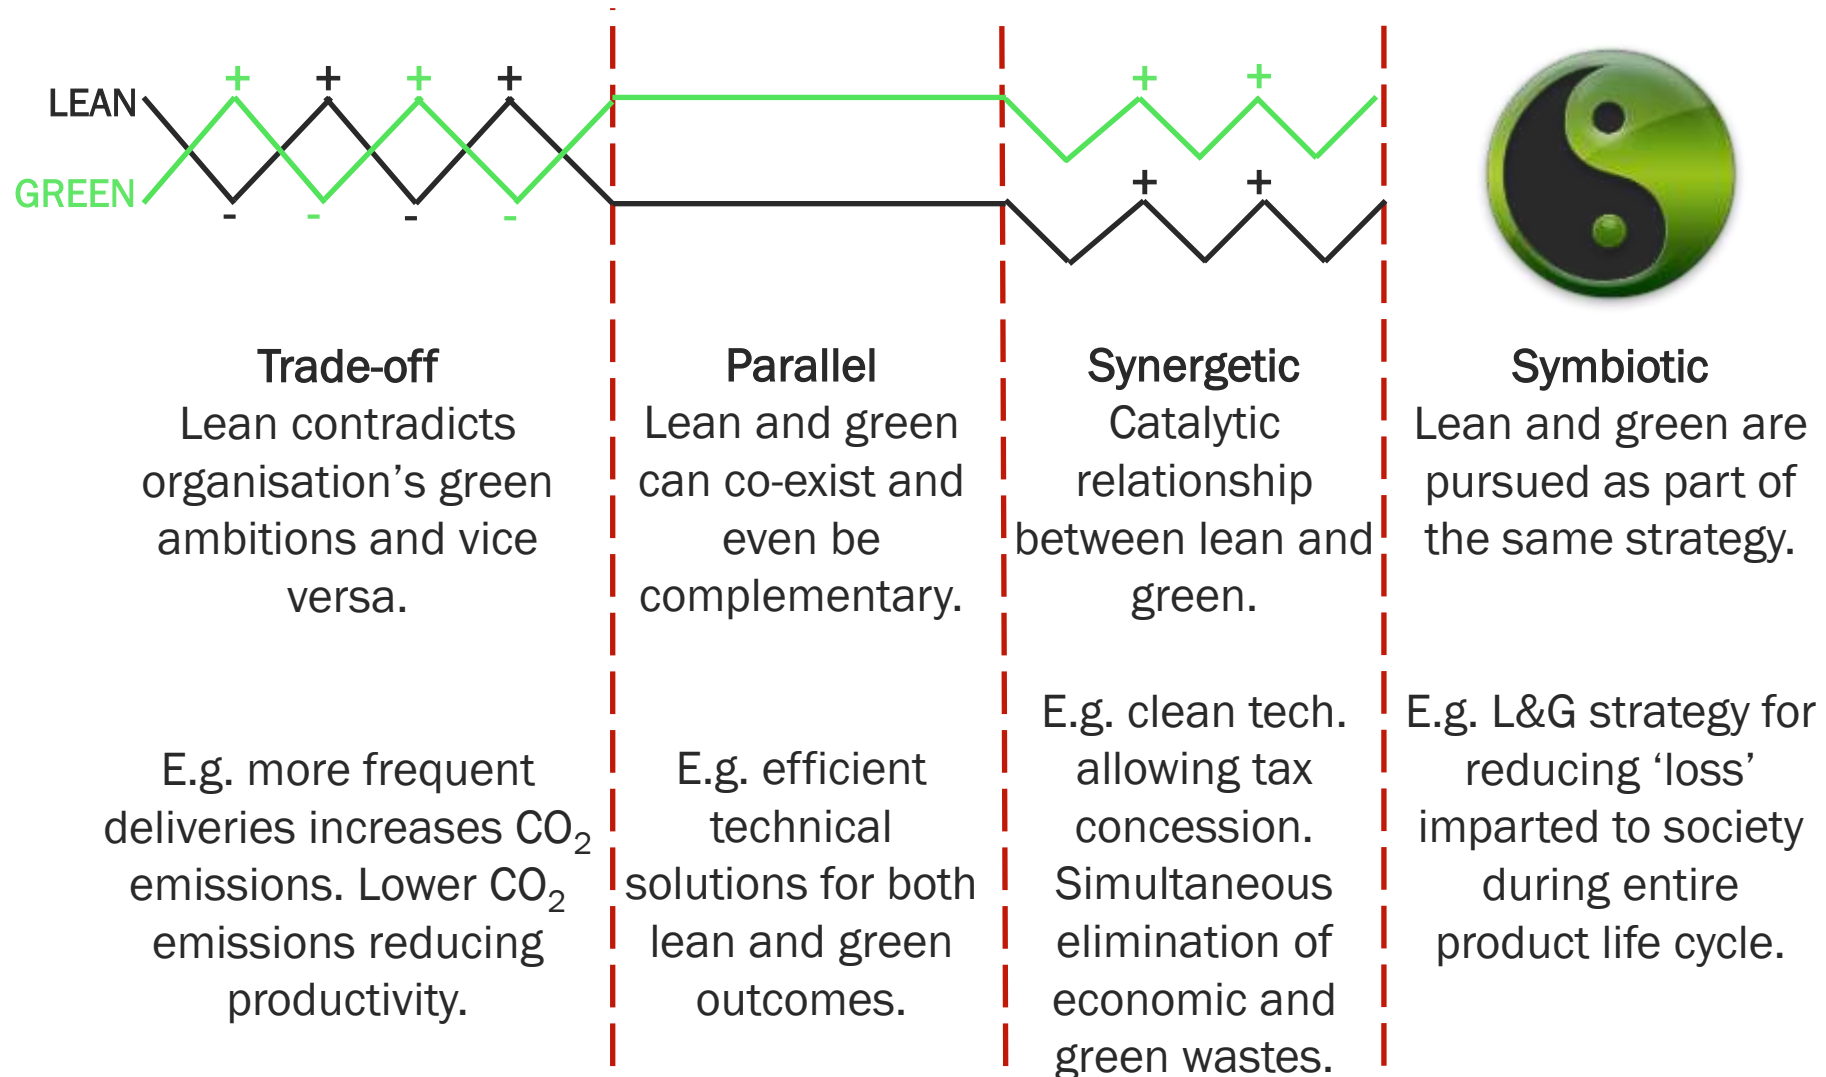 + + + +
LEAN
GREEN
- - - -
+ +
+ +
Trade-off
Lean contradicts
organisation’s green
ambitions and vice
versa.
E.g. more frequent
deliveries increases CO₂
emissions. Lower CO₂
emissions reducing
productivity.
Parallel
Lean and green
can co-exist and
even be
complementary.
E.g. efficient
technical
solutions for both
lean and green
outcomes.
Synergetic
Catalytic
relationship
between lean and
green.
E.g. clean tech.
allowing tax
concession.
Simultaneous
elimination of
economic and
green wastes.
Symbiotic
Lean and green are
pursued as part of
the same strategy.
E.g. L&G strategy for
reducing ‘loss’
imparted to society
during entire
product life cycle.